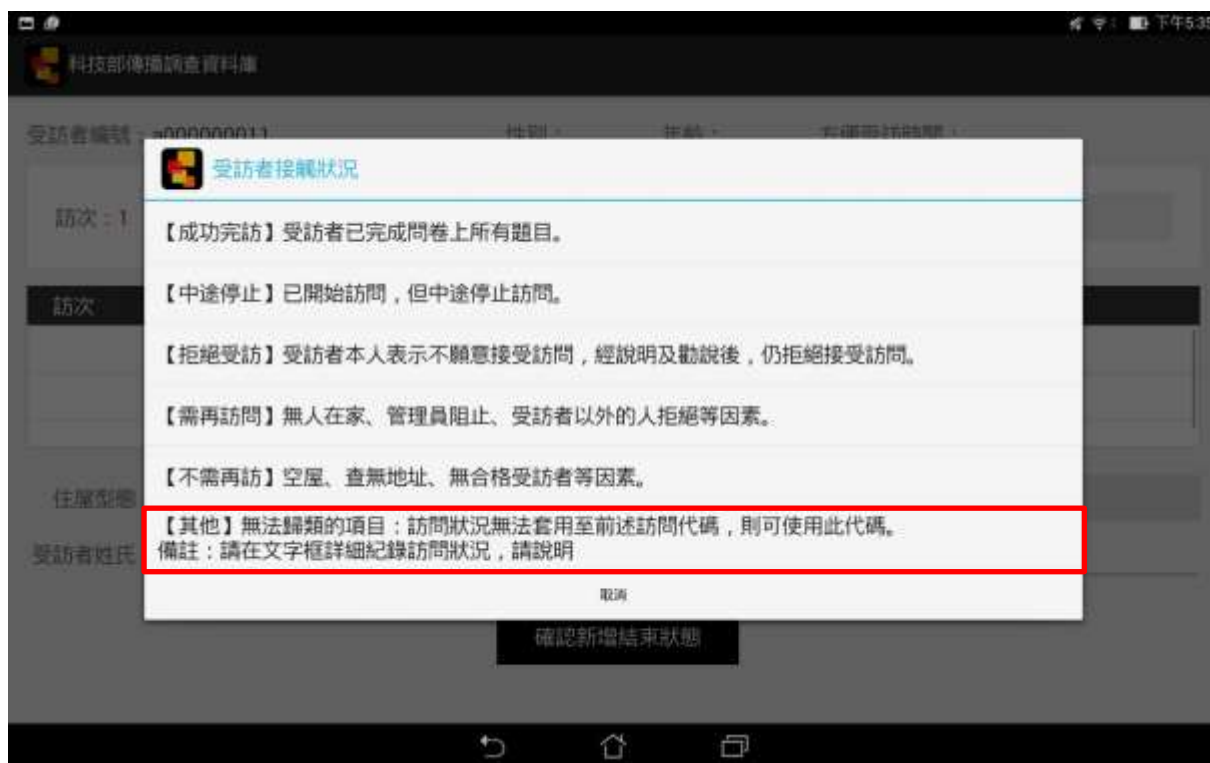 下午5:35
科技部傳播調查資料庫
受訪者編號：a000000011 性別： 年齡： 方便受訪時間：
受訪者接觸狀況
訪次：1
【成功完訪】受訪者已完成問卷上所有題目。
【中途停止】已開始訪問，但中途停止訪問。
訪次
【拒絕受訪】受訪者本人表示不願意接受訪問，經說明及勸說後，仍拒絕接受訪問。
【需再訪問】無人在家、管理員阻止、受訪者以外的人拒絕等因素。
【不需再訪】空屋、查無地址、無合格受訪者等因素。
住屋型態
【其他】無法歸類的項目：訪問狀況無法套用至前述訪問代碼，則可使用此代碼。
備註：請在文字框詳細紀錄訪問狀況，請說明
受訪者姓氏
取消
確認新增結束狀態